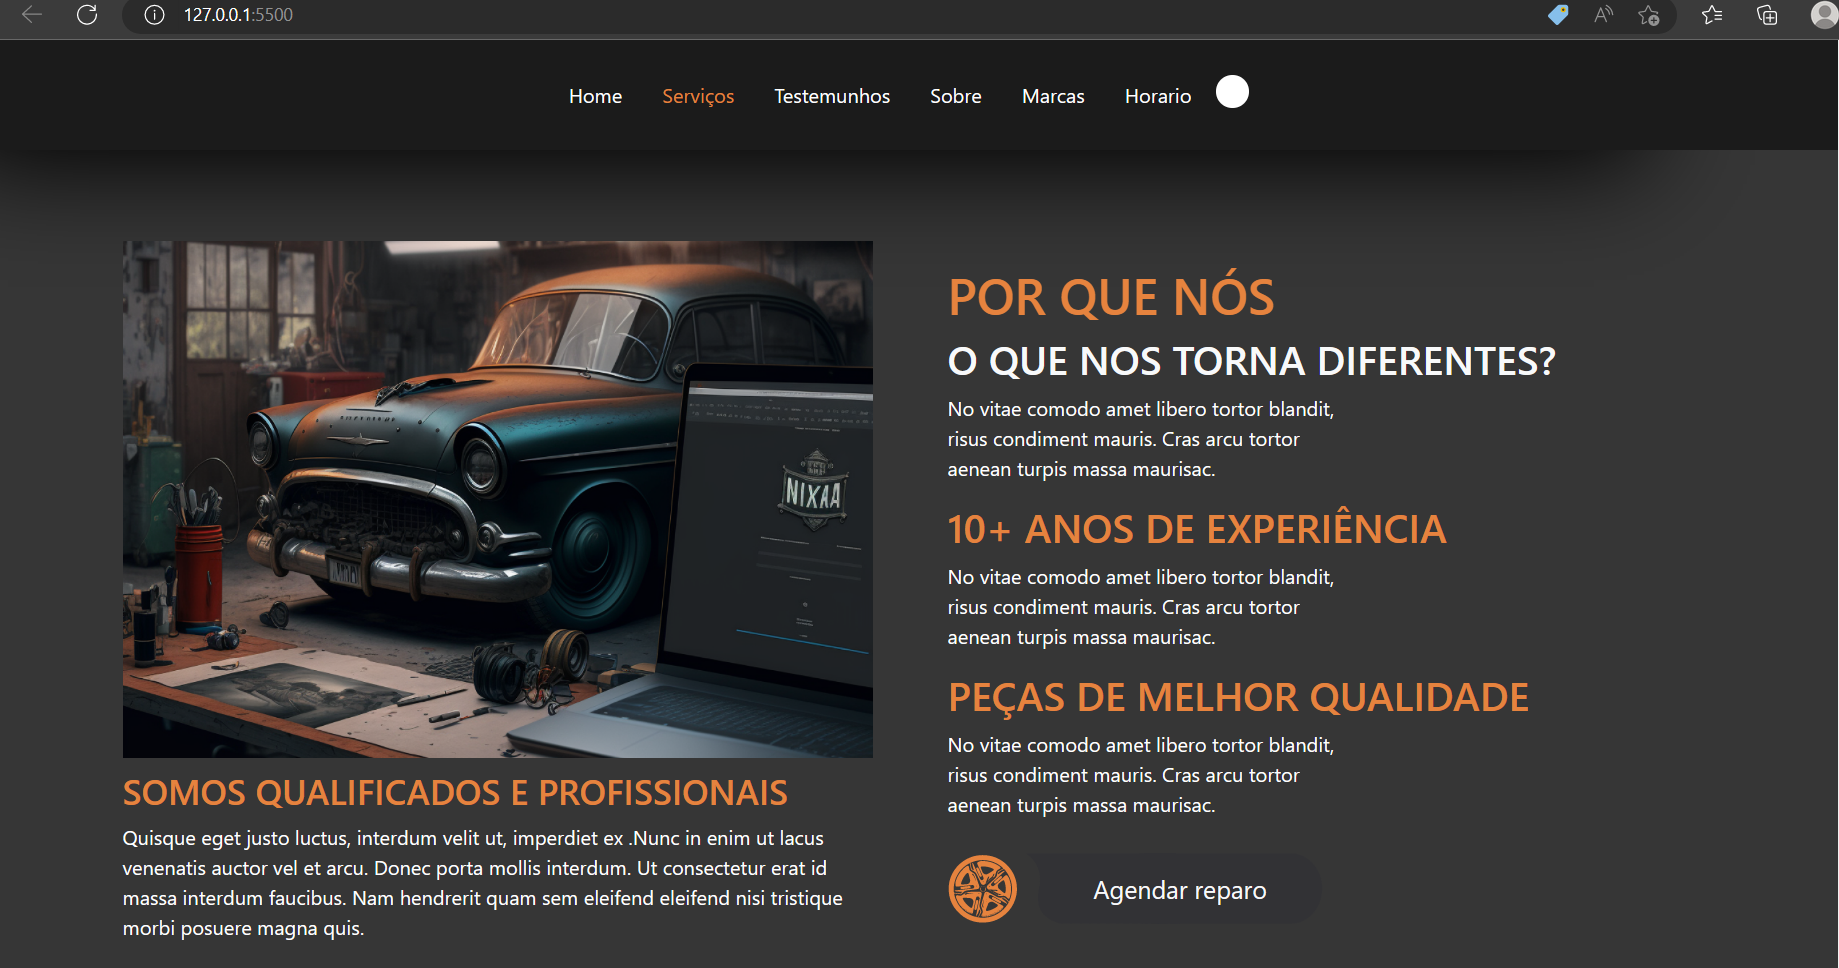 127.0.0.1:5500
Home Serviços Testemunhos Sobre Marcas Horario
NIXAA
SOMOS QUALIFICADOS E PROFISSIONAIS
Quisque eget justo luctus, interdum velit ut, imperdiet ex .Nunc in enim ut lacus
venenatis auctor vel et arcu. Donec porta mollis interdum. Ut consectetur erat id
massa interdum faucibus. Nam hendrerit quam sem eleifend eleifend nisi tristique
morbi posuere magna quis.
POR QUE NÓS
O QUE NOS TORNA DIFERENTES?
No vitae comodo amet libero tortor blandit,
risus condiment mauris. Cras arcu tortor
aenean turpis massa maurisac.
10+ ANOS DE EXPERIÊNCIA
No vitae comodo amet libero tortor blandit,
risus condiment mauris. Cras arcu tortor
aenean turpis massa maurisac.
PEÇAS DE MELHOR QUALIDADE
No vitae comodo amet libero tortor blandit,
risus condiment mauris. Cras arcu tortor
aenean turpis massa maurisac.
Agendar reparo